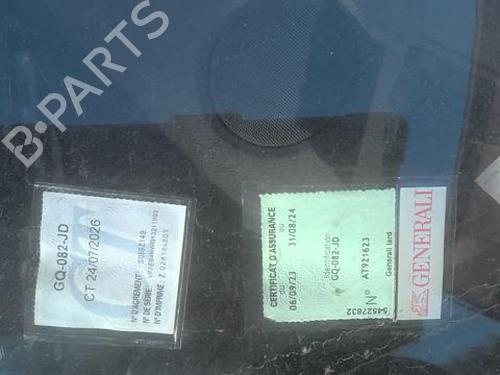 B-PARTS
GQ-082-JD
CT 24/07/2026
N° D'AGREMENT
N° DE SERIE
N° D'IMPRIME
CERTIFICAT D'ASSURANCE
du au
06/09/23 31/08/24
Identification
GQ-082-JD
N° AT921623
Generali Iard
54527832
GENERALI